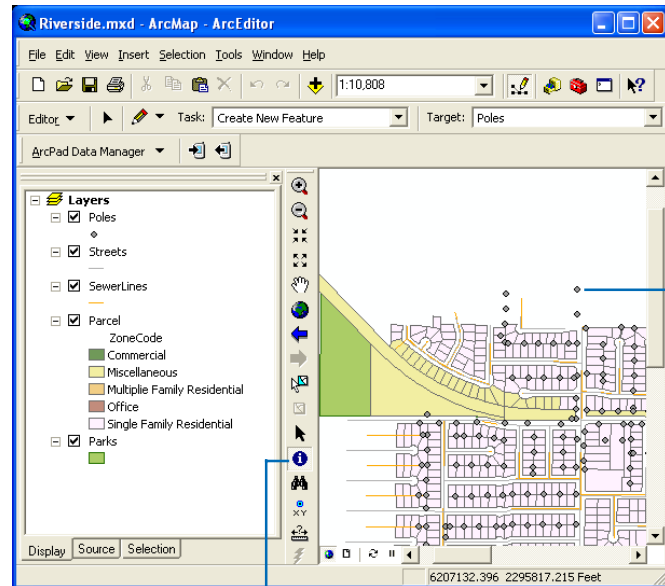 Riverside.mxd - ArcMap - ArcEditor
File Edit View Insert Selection Tools Window Help
1:10,808
Editor Task: Create New Feature Target: Poles
ArcPad Data Manager
Layers
Poles
Streets
SewerLines
Parcel
ZoneCode
Commercial
Miscellaneous
Multiplie Family Residential
Office
Single Family Residential
Parks
XY
Display Source Selection
6207132.396 2295817.215 Feet